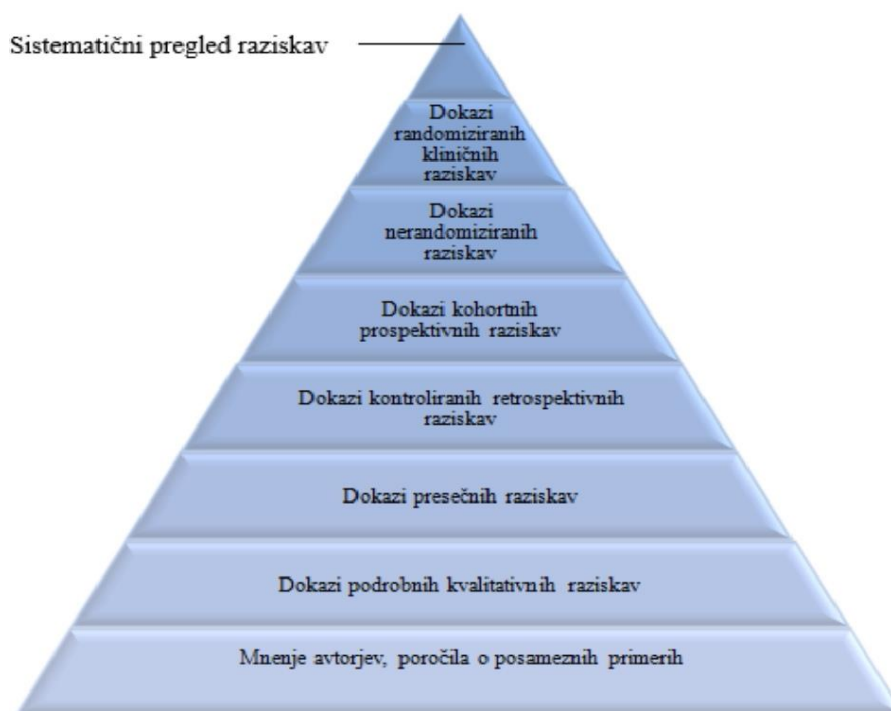 Sistematični pregled raziskav
Dokazi
randomiziranih
kliničnih
raziskav
Dokazi
nerandomiziranih
raziskav
Dokazi kohortnih
prospektivnih raziskav
Dokazi kontroliranih retrospektivnih
raziskav
Dokazi presečnih raziskav
Dokazi podrobnih kvalitativnih raziskav
Mnenje avtorjev, poročila o posameznih primerih